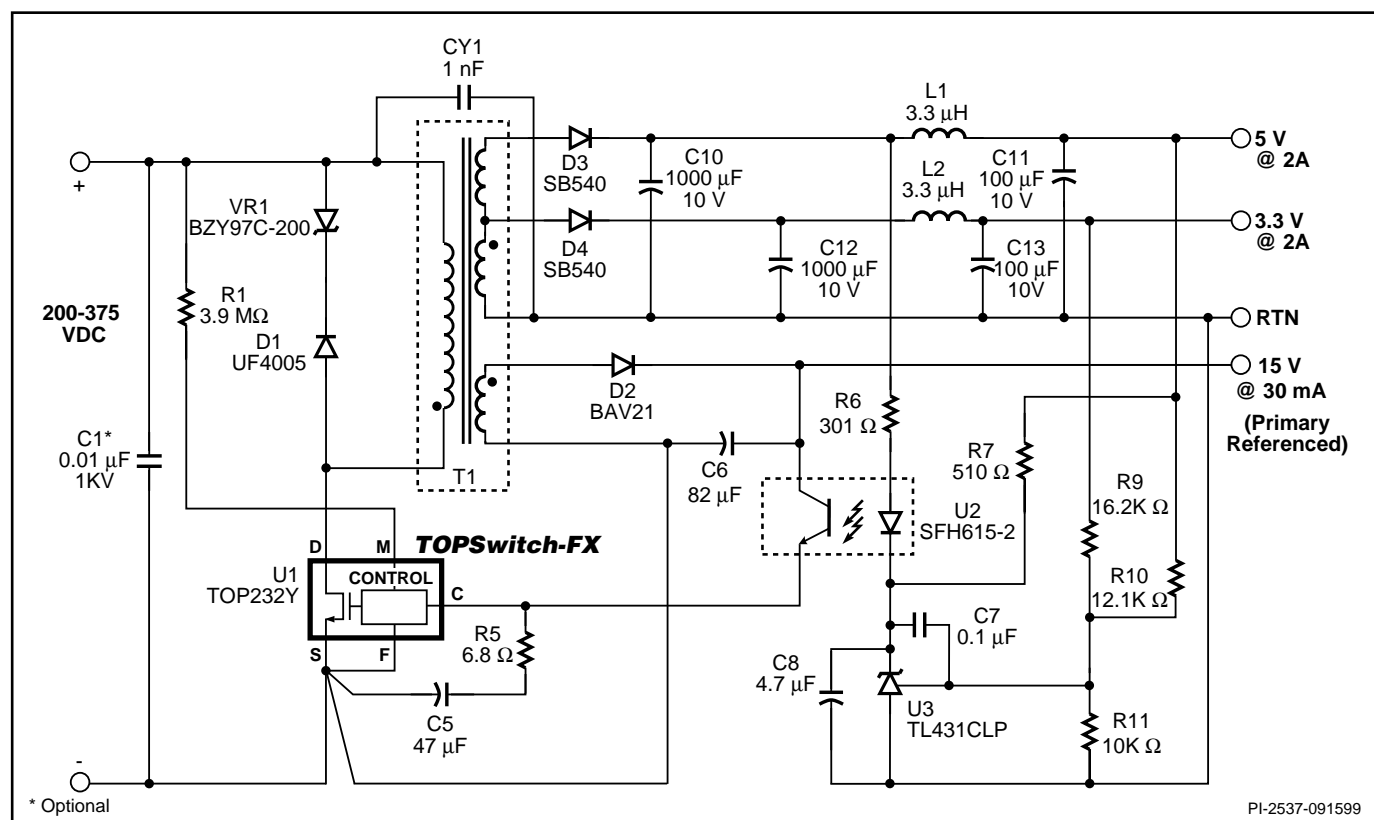 CY1
1 nF
L1
3.3 µH
5 V
@ 2A
D3
SB540
C10
1000 µF
10 V
C11
100 µF
10 V
L2
3.3 µH
+
VR1
BZY97C-200
3.3 V
@ 2A
D4
SB540
C12
1000 µF
10 V
C13
100 µF
10V
200-375
VDC
R1
3.9 MΩ
D1
UF4005
RTN
15 V
@ 30 mA
(Primary
Referenced)
D2
BAV21
R6
301 Ω
R7
510 Ω
C1*
0.01 µF
1KV
T1
C6
82 µF
R9
16.2K Ω
U2
SFH615-2
D
M
TOPSwitch-FX
U1
TOP232Y
CONTROL
C
R10
12.1K Ω
C7
0.1 µF
R5
6.8 Ω
S
F
C8
4.7 µF
U3
TL431CLP
C5
47 µF
R11
10K Ω
-
* Optional
PI-2537-091599